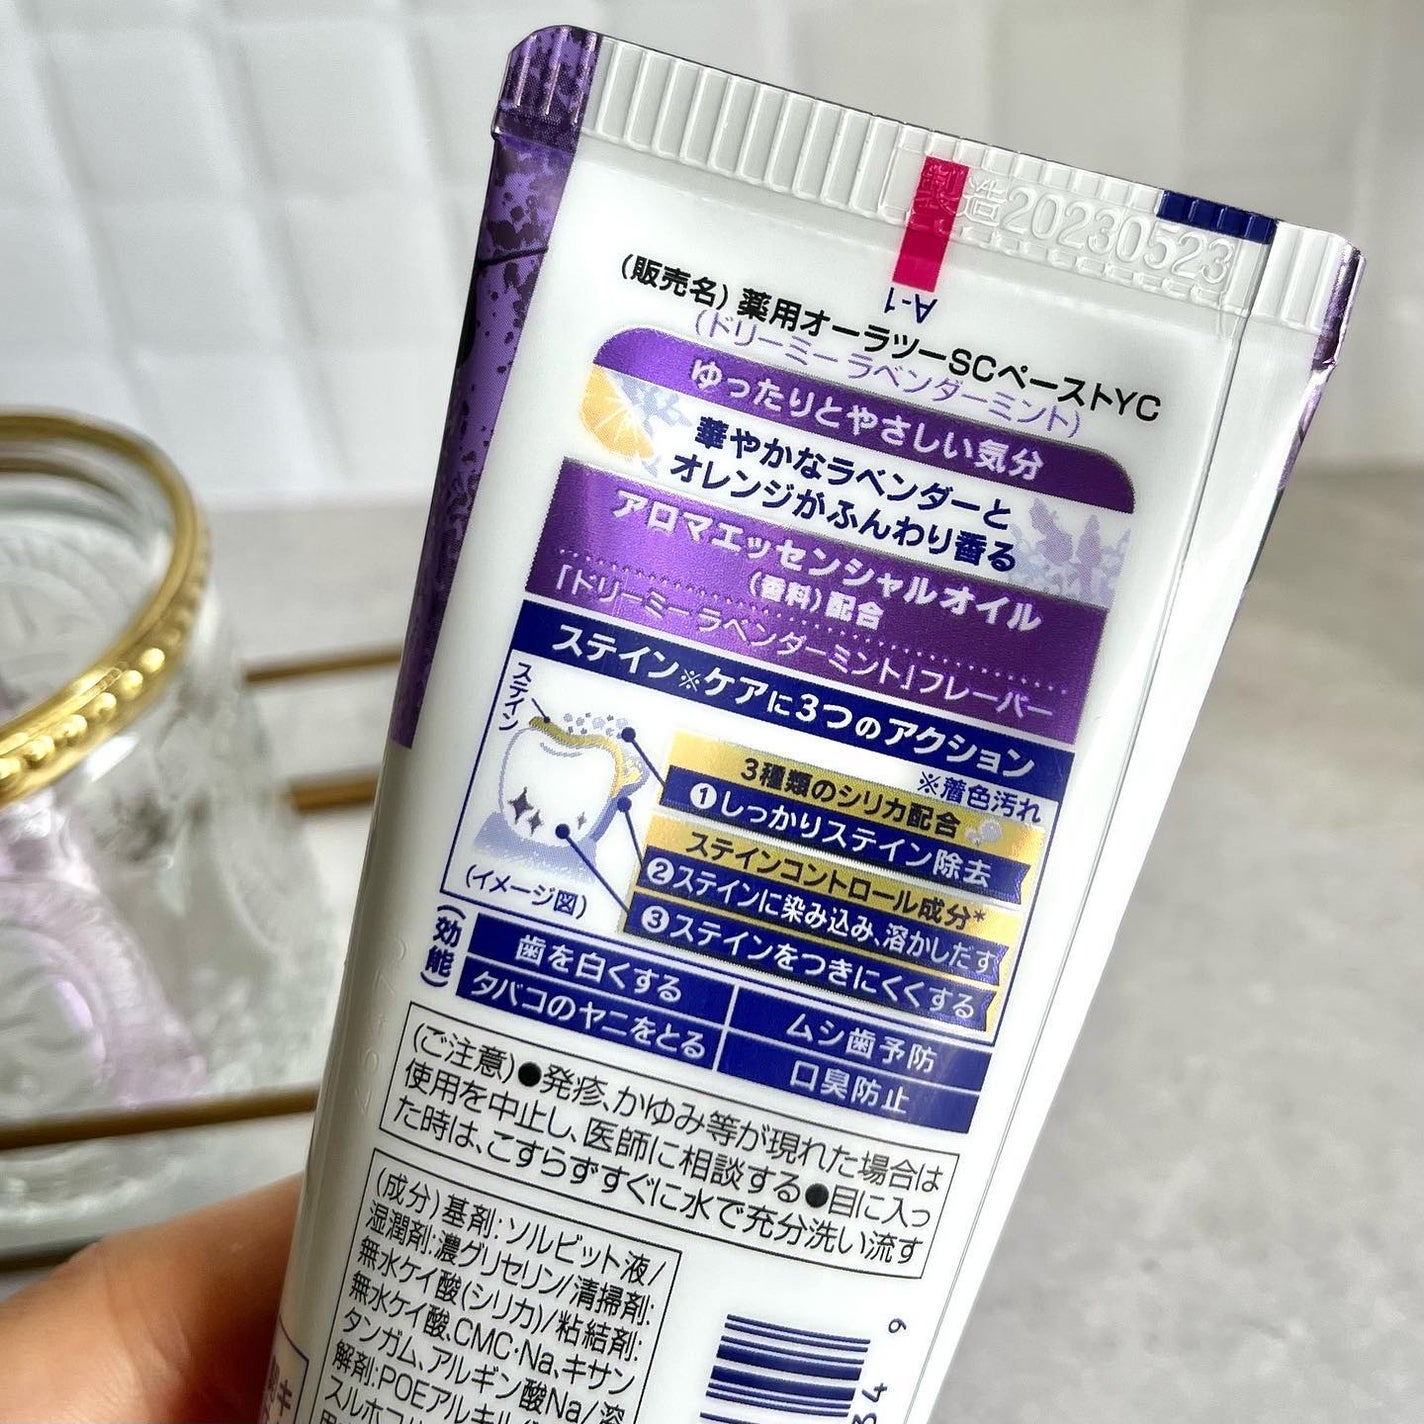 製造20230523
A-1
(販売名) 薬用オーラツーSCペーストYC
(ドリーミーラベンダーミント)
ゆったりとやさしい気分
華やかなラベンダーと
オレンジがふんわり香る
アロマエッセンシャルオイル
(香料)配合
「ドリーミーラベンダーミント」フレーバー
ステイン※ケアに3つのアクション
※着色汚れ
ステイン
3種類のシリカ配合
❶しっかりステイン除去
ステインコントロール成分*
❷ステインに染み込み、溶かしだす
❸ステインをつきにくくする
(イメージ図)
(効能)
歯を白くする
ムシ歯予防
タバコのヤニをとる
口臭防止
(ご注意)●発疹、かゆみ等が現れた場合は
使用を中止し、医師に相談する●目に入っ
た時は、こすらずすぐに水で充分洗い流す
(成分)基剤:ソルビット液/
湿潤剤:濃グリセリン/清掃剤:
無水ケイ酸(シリカ)/粘結剤:
無水ケイ酸、CMC・Na、キサン
タンガム、アルギン酸Na/溶
解剤:POEアルキル